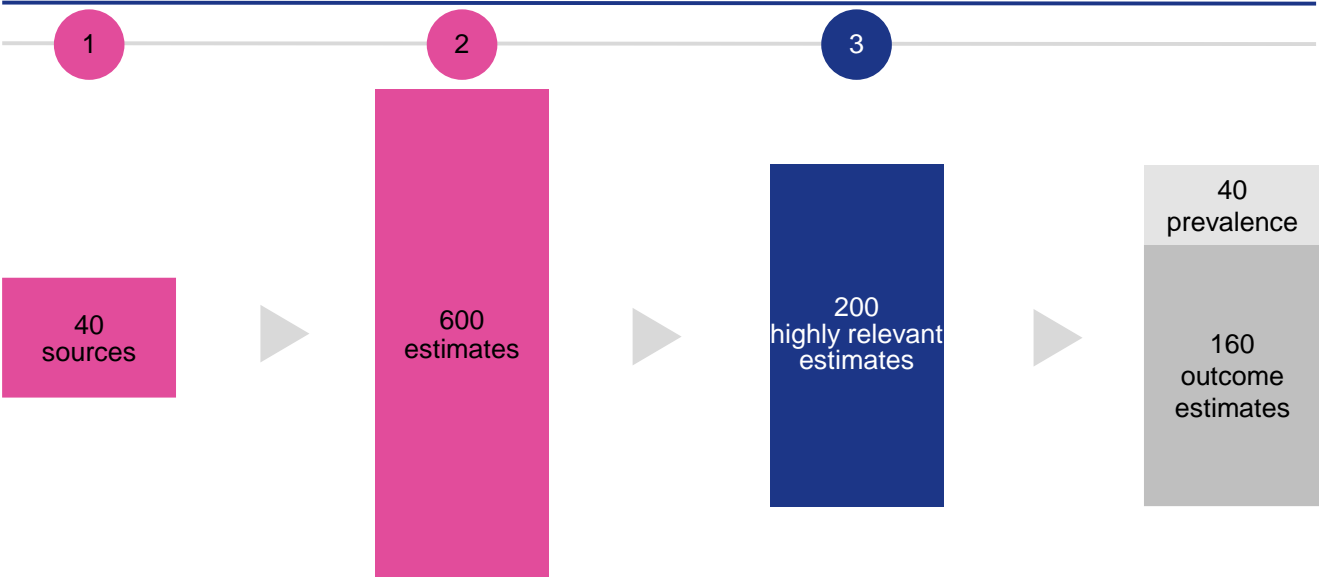 1
2
3
40
sources
600
estimates
200
highly relevant
estimates
40
prevalence
160
outcome
estimates